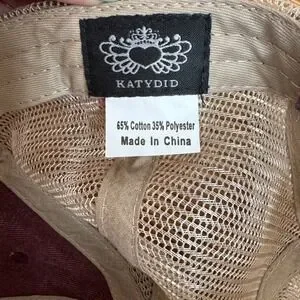 KATYDID
65% Cotton 35% Polyester
Made In China